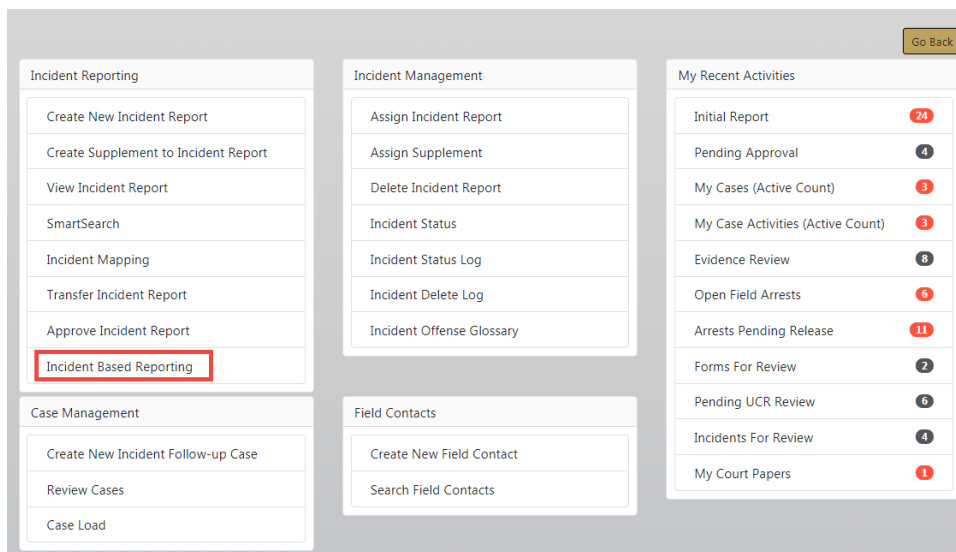 Go Back
Incident Reporting
Create New Incident Report
Create Supplement to Incident Report
View Incident Report
SmartSearch
Incident Mapping
Transfer Incident Report
Approve Incident Report
Incident Based Reporting
Incident Management
Assign Incident Report
Assign Supplement
Delete Incident Report
Incident Status
Incident Status Log
Incident Delete Log
Incident Offense Glossary
My Recent Activities
Initial Report 24
Pending Approval 4
My Cases (Active Count) 3
My Case Activities (Active Count) 3
Evidence Review 8
Open Field Arrests 6
Arrests Pending Release 11
Forms For Review 2
Pending UCR Review 6
Incidents For Review 4
My Court Papers 1
Case Management
Create New Incident Follow-up Case
Review Cases
Case Load
Field Contacts
Create New Field Contact
Search Field Contacts